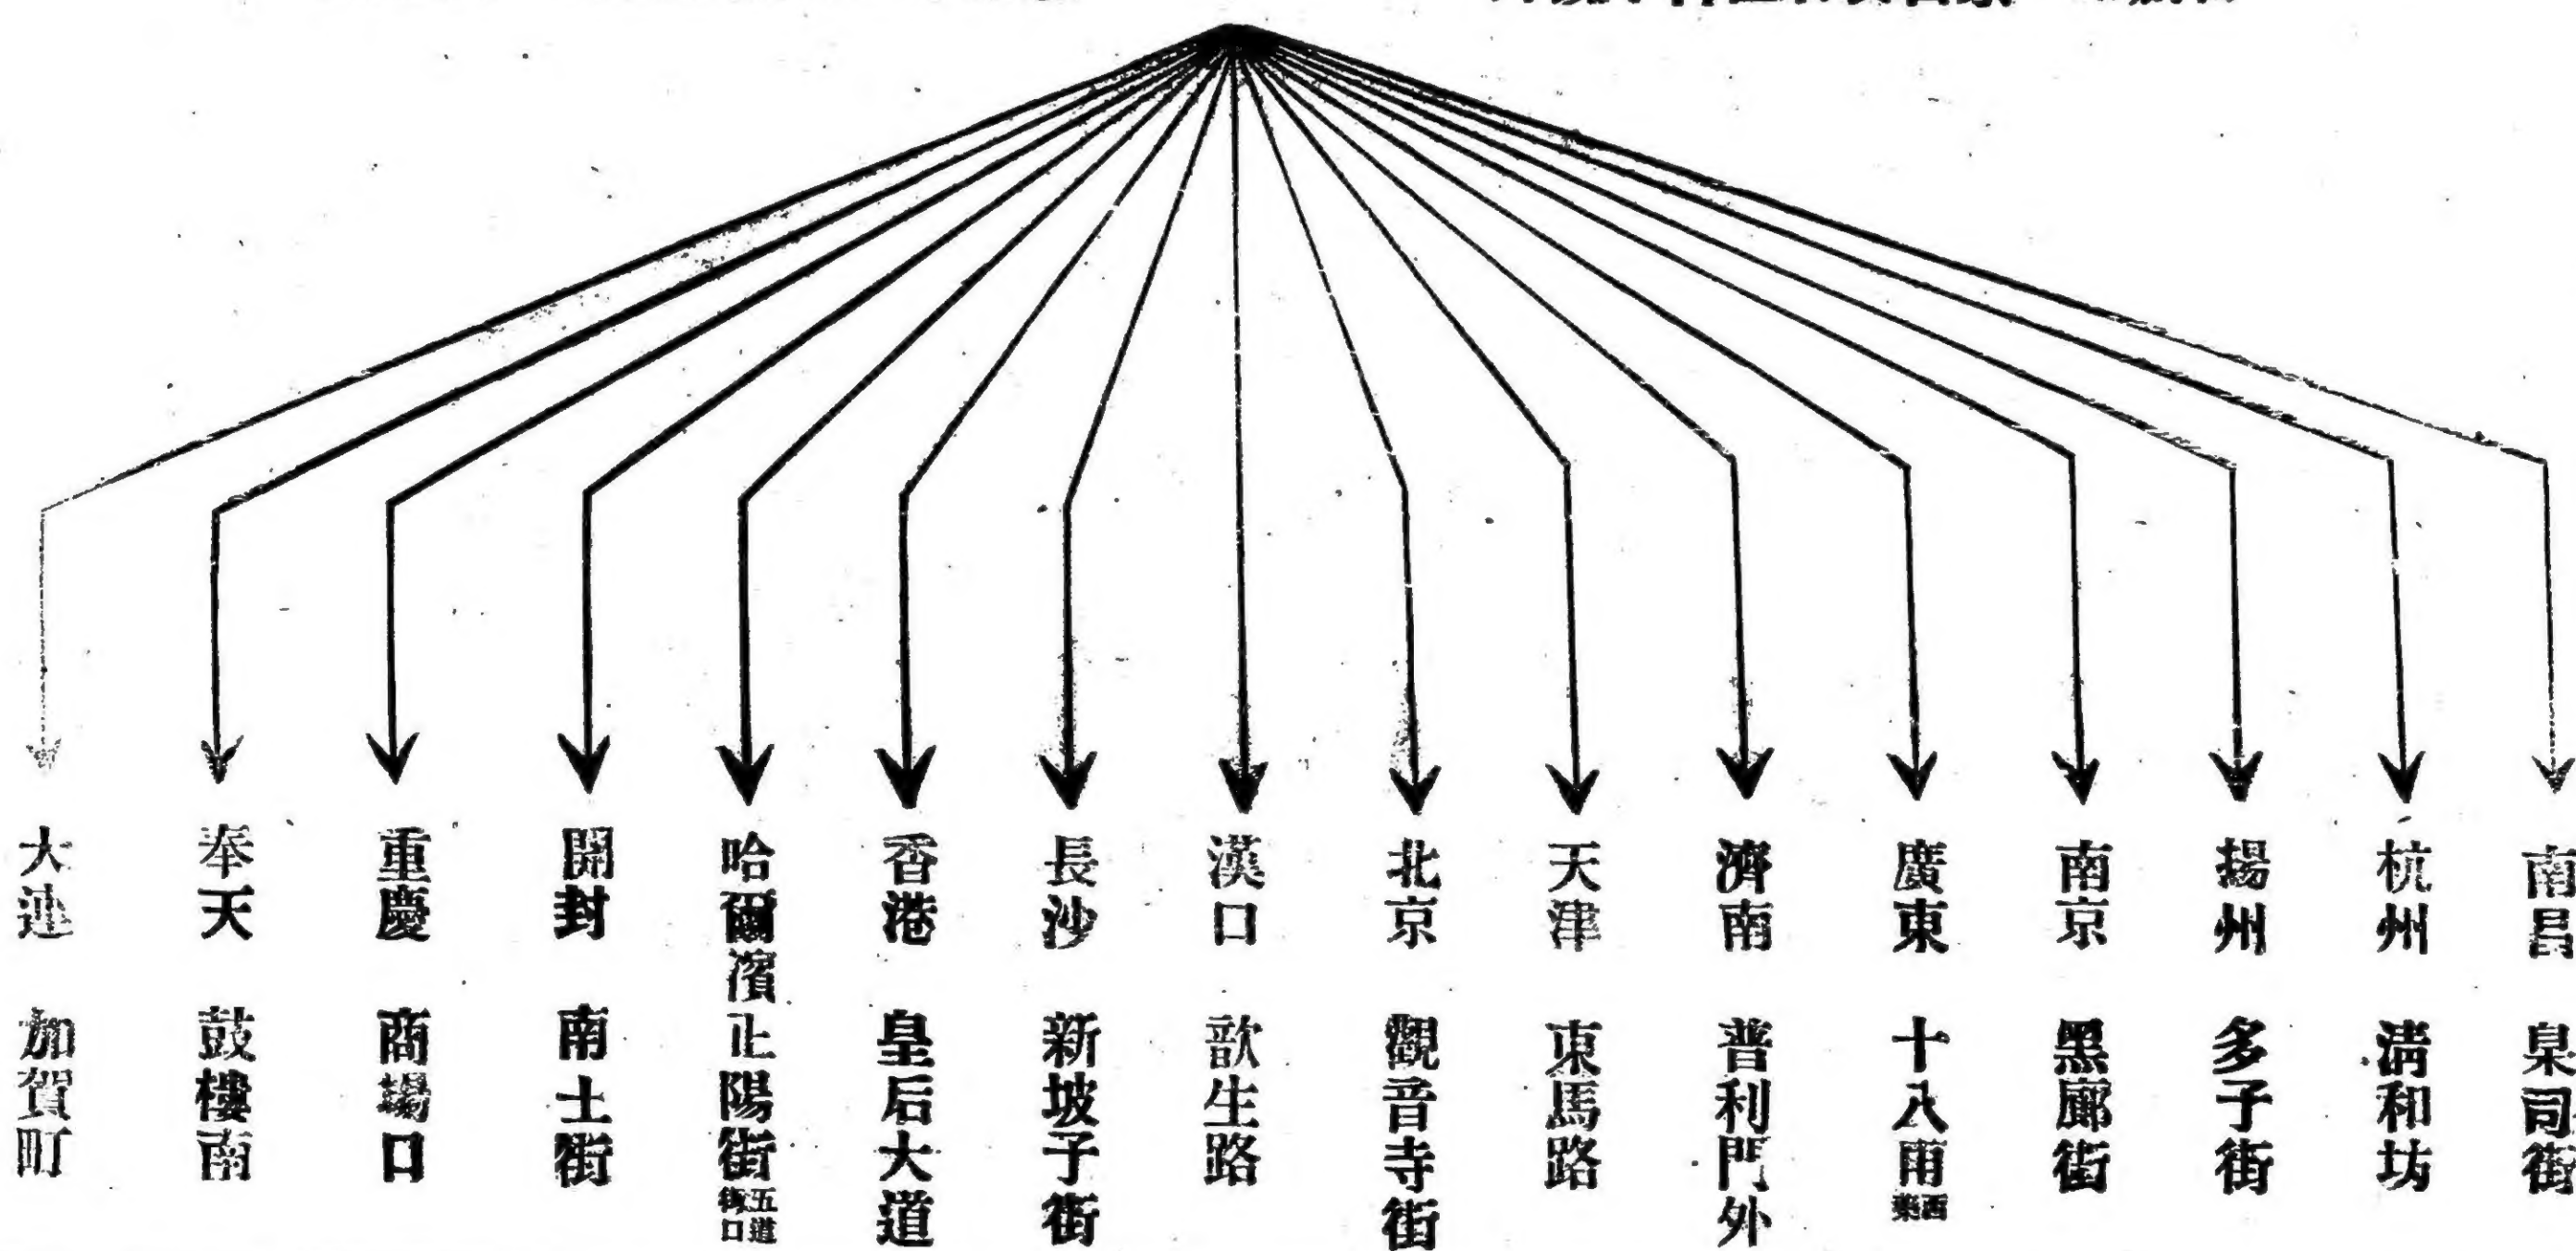 南昌 臬司街
杭州 清和坊
揚州 多子街
南京 黑廊街
廣東 十八甫西藥
濟南 普利門外
天津 東馬路
北京 觀音寺街
漢口 歆生路
長沙 新坡子街
香港 皇后大道
哈爾濱 正陽街五道街口
開封 南土街
重慶 商場口
奉天 鼓樓南
大連 加賀町